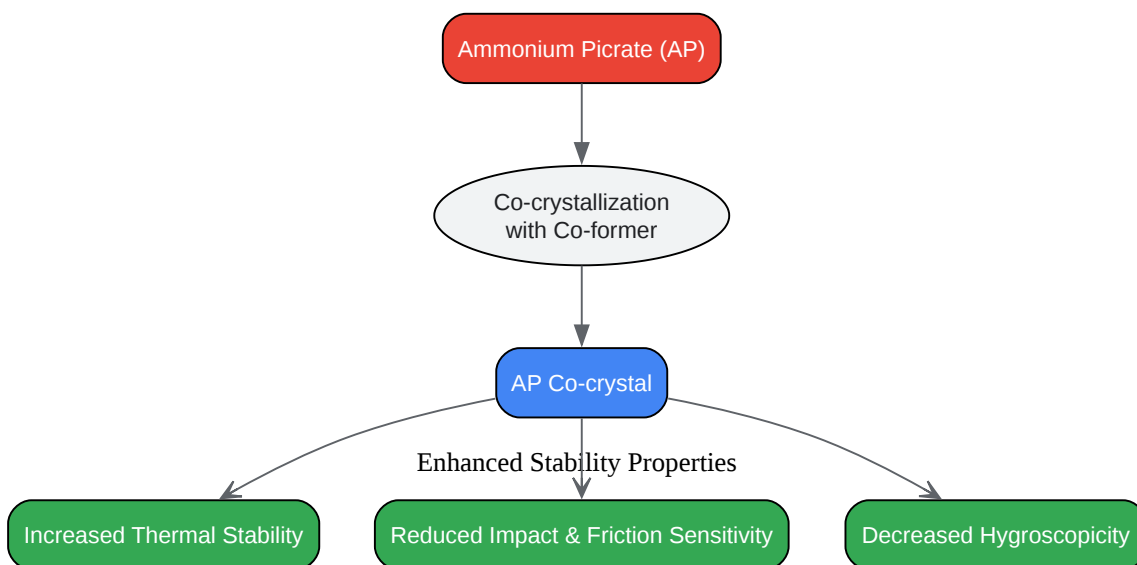 Ammonium Picrate (AP)
Co-crystallization
with Co-former
AP Co-crystal
Enhanced Stability Properties
Increased Thermal Stability
Reduced Impact & Friction Sensitivity
Decreased Hygroscopicity